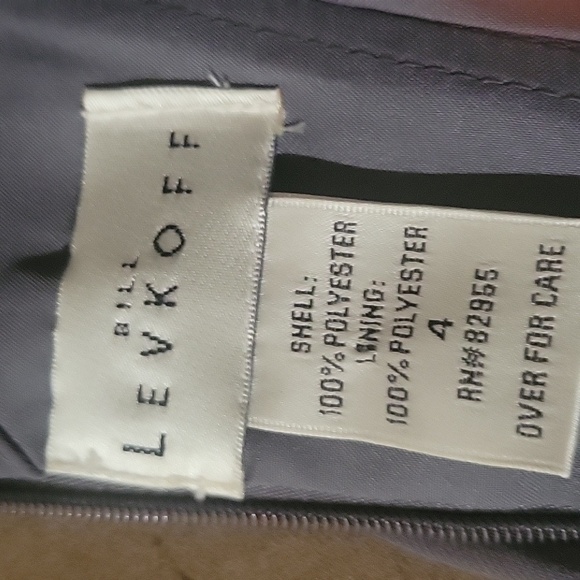 BILL
LEVKOFF
SHELL:
100% POLYESTER
LINING:
100% POLYESTER
4
RN#82955
OVER FOR CARE